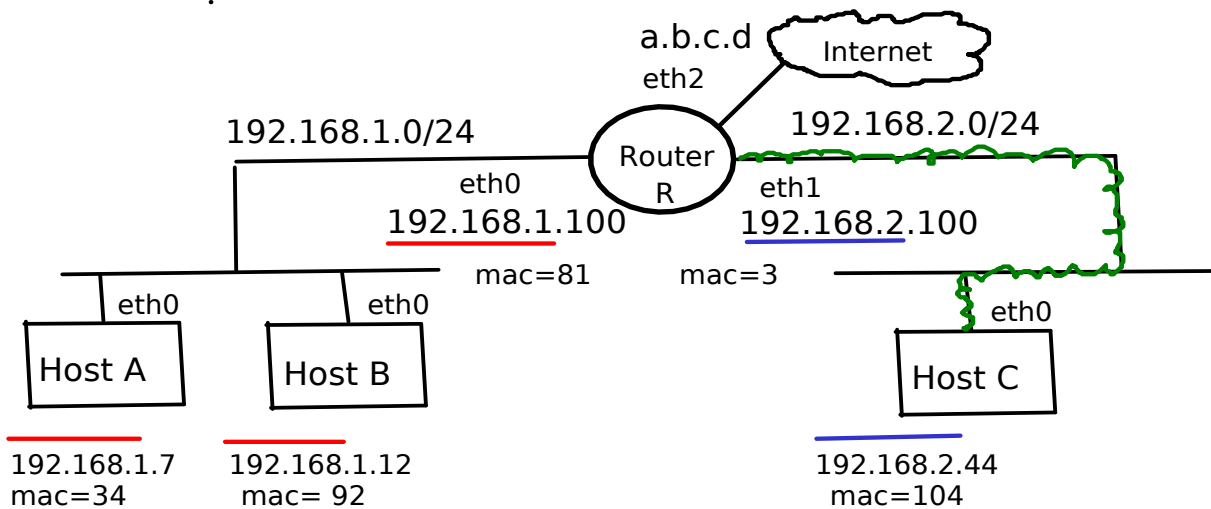 a.b.c.d
Internet
eth2
192.168.1.0/24
192.168.2.0/24
Router
R
eth0
eth1
192.168.1.100
192.168.2.100
mac=81
mac=3
eth0
eth0
eth0
Host A
Host B
Host C
192.168.1.7
mac=34
192.168.1.12
mac= 92
192.168.2.44
mac=104